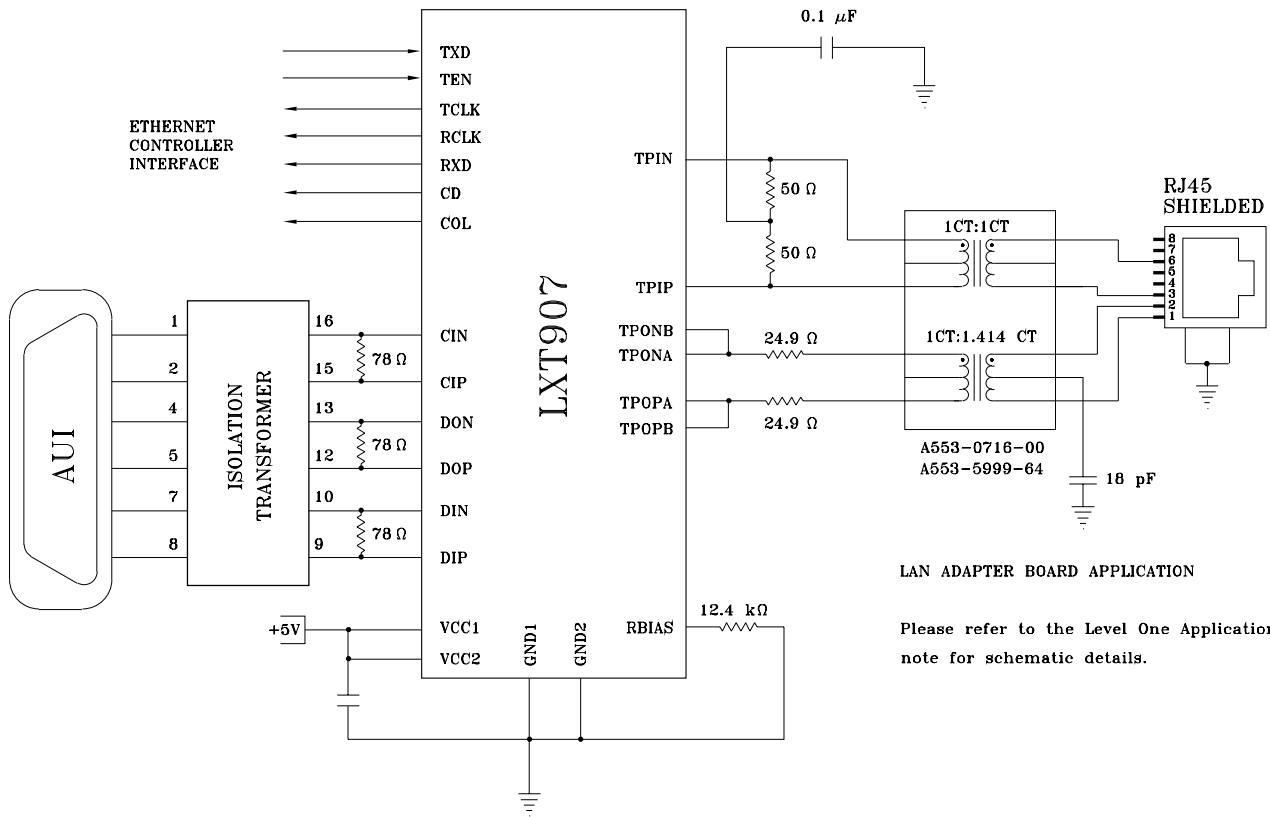 0.1 μF
TXD
TEN
TCLK
RCLK
RXD
CD
COL
ETHERNET
CONTROLLER
INTERFACE
TPIN
50 Ω
50 Ω
TPIP
RJ45
SHIELDED
8
7
6
5
4
3
2
1
1CT:1CT
1CT:1.414 CT
A553-0716-00
A553-5999-64
18 pF
LXT907
TPONB
TPONA
TPOPA
TPOPB
24.9 Ω
24.9 Ω
AUI
1
2
4
5
7
8
ISOLATION
TRANSFORMER
16
15
13
12
10
9
78 Ω
78 Ω
78 Ω
CIN
CIP
DON
DOP
DIN
DIP
+5V
VCC1
VCC2
GND1
GND2
RBIAS
12.4 kΩ
LAN ADAPTER BOARD APPLICATION
Please refer to the Level One Application
note for schematic details.